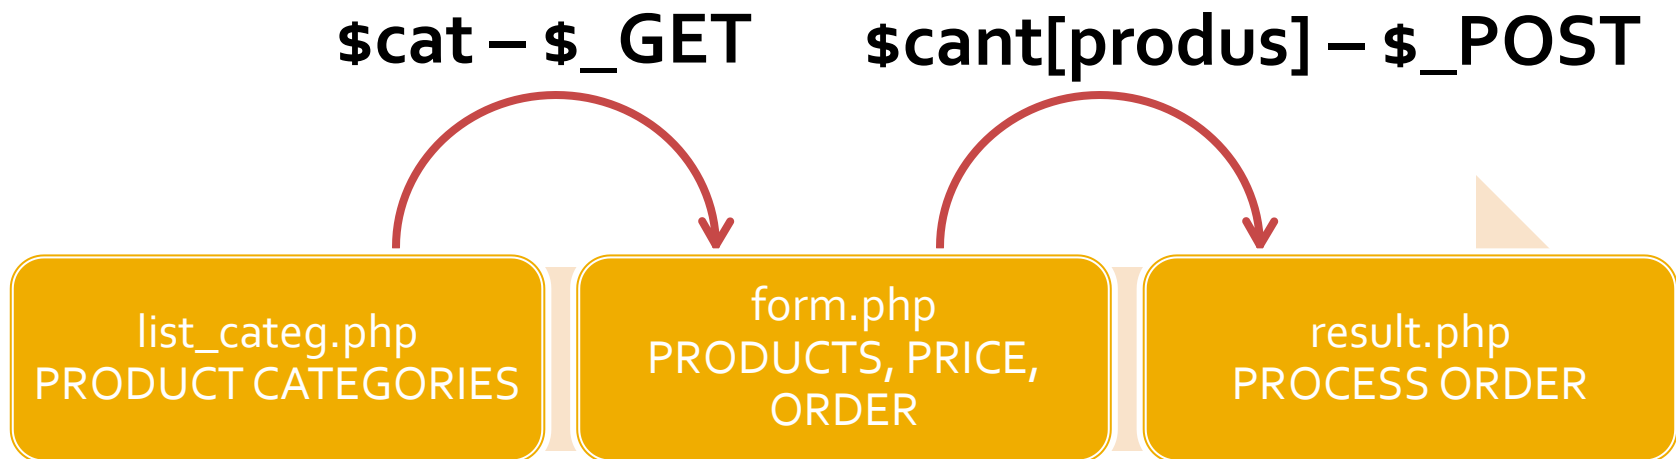 $cat – $_GET
$cant[produs] – $_POST
list_categ.php
PRODUCT CATEGORIES
form.php
PRODUCTS, PRICE,
ORDER
result.php
PROCESS ORDER